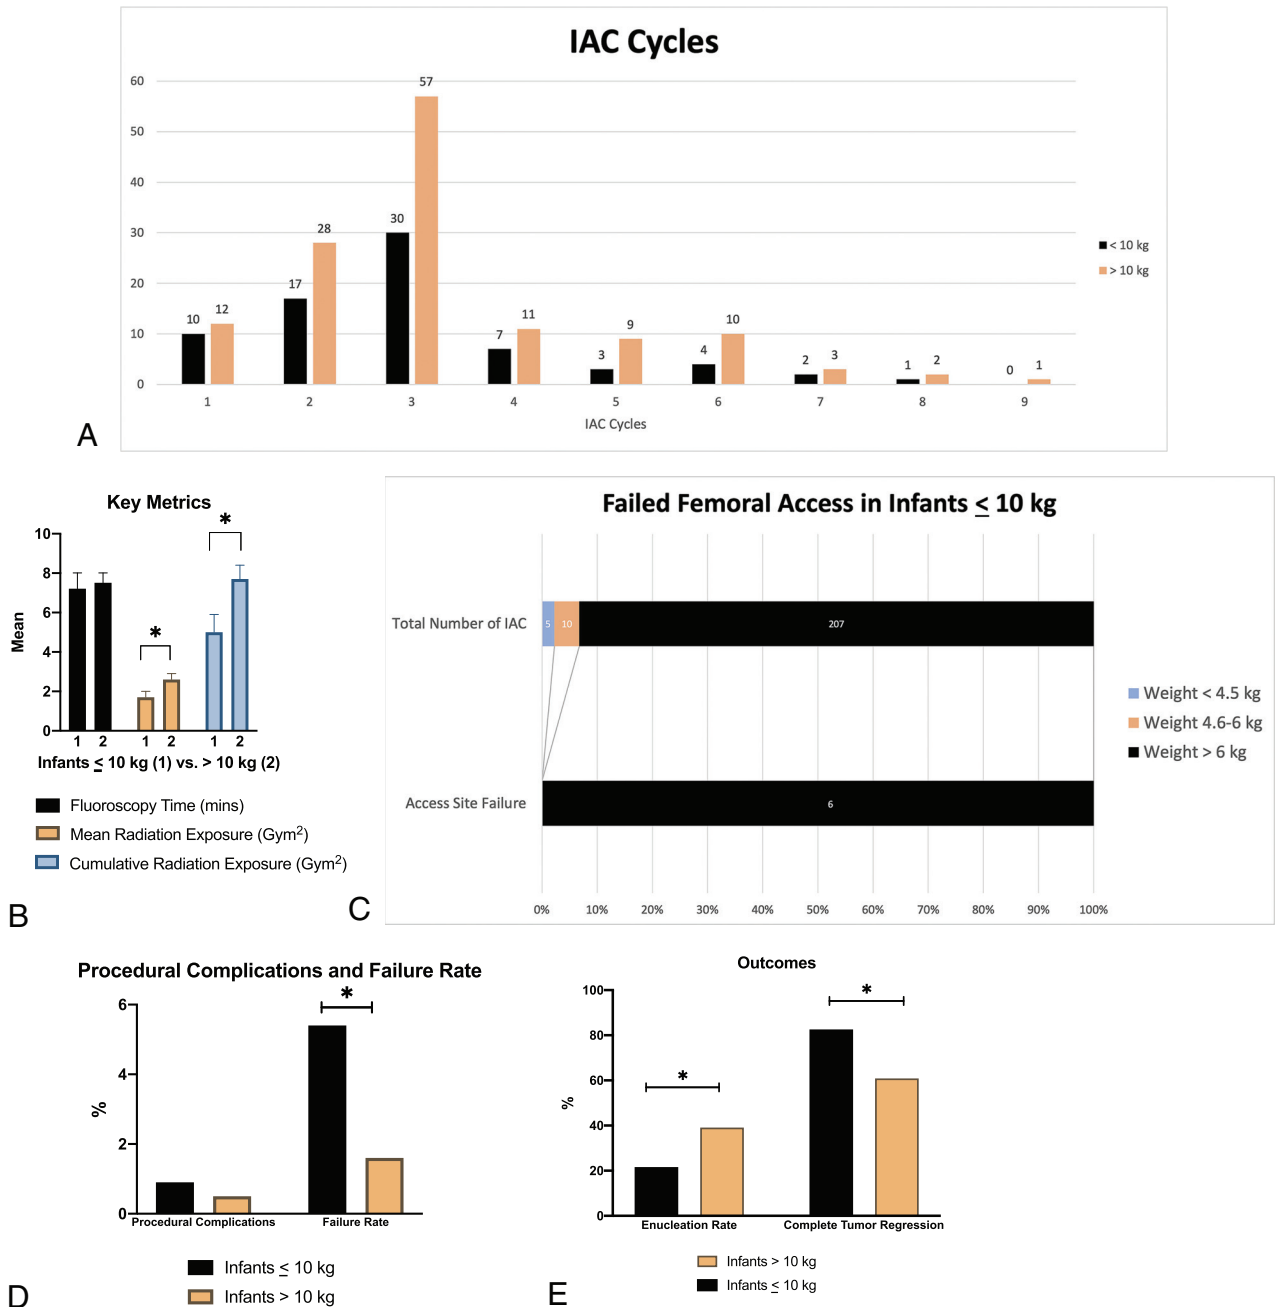 IAC Cycles
60
50
40
30
20
10
0
10 12 17 28 30 57 7 11 3 9 4 10 2 3 1 2 0 1
1 2 3 4 5 6 7 8 9
IAC Cycles
< 10 kg
> 10 kg
A
Key Metrics
Mean
10
8
6
4
2
0
* *
1 2 1 2 1 2
Infants ≤ 10 kg (1) vs. > 10 kg (2)
Fluoroscopy Time (mins)
Mean Radiation Exposure (Gym²)
Cumulative Radiation Exposure (Gym²)
B
Failed Femoral Access in Infants ≤ 10 kg
Total Number of IAC 5 10 207
Access Site Failure 6
0% 10% 20% 30% 40% 50% 60% 70% 80% 90% 100%
Weight < 4.5 kg
Weight 4.6-6 kg
Weight > 6 kg
C
Procedural Complications and Failure Rate
%
6
4
2
0
*
Procedural Complications Failure Rate
Infants ≤ 10 kg
Infants > 10 kg
D
Outcomes
%
100
80
60
40
20
0
* *
Enucleation Rate Complete Tumor Regression
Infants > 10 kg
Infants ≤ 10 kg
E